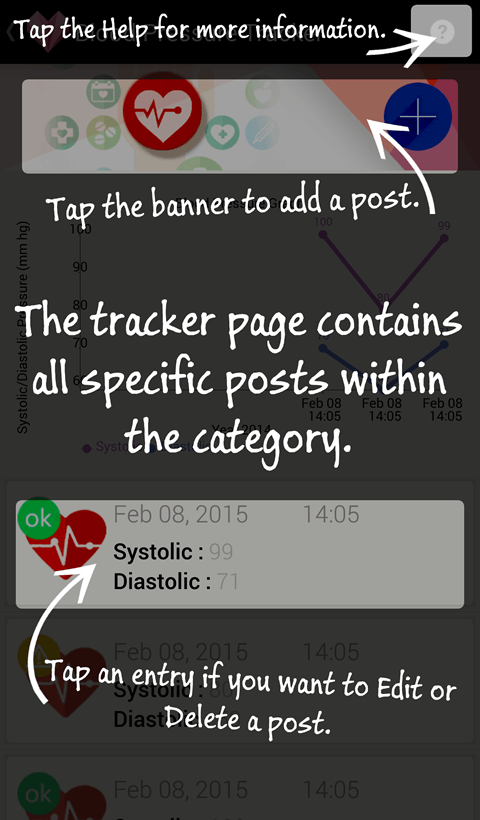 Tap the Help for more information.
?
Blood Pressure Tracker
Tap the banner to add a post.
Systolic/Diastolic Pressure (mm hg)
100
90
80
100
99
80
70
The tracker page contains
all specific posts within
the category.
Feb 08
14:05
Feb 08
14:05
Feb 08
14:05
ok
Feb 08, 2015
14:05
Systolic : 99
Diastolic : 71
Feb 08, 2015
14:05
Tap an entry if you want to Edit or
Delete a post.
ok
Feb 08, 2015
14:05